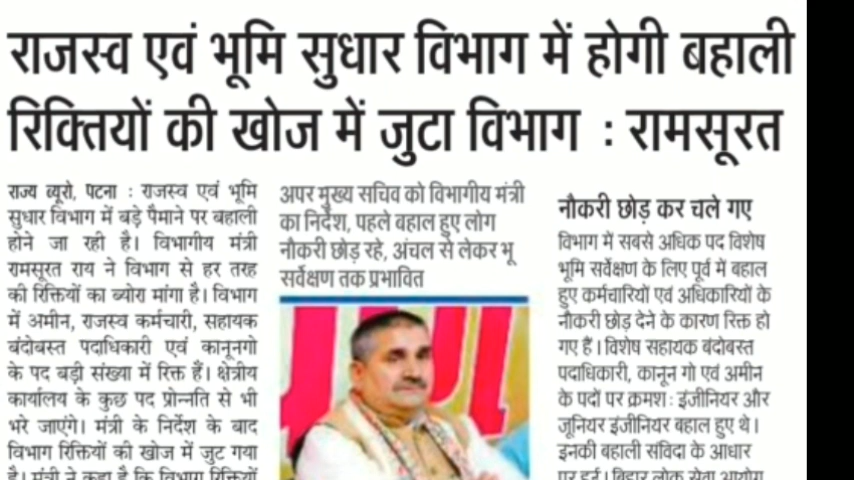 राजस्व एवं भूमि सुधार विभाग में होगी बहाली
रिक्तियों की खोज में जुटा विभाग : रामसूरत
राज्य ब्यूरो, पटना : राजस्व एवं भूमि
सुधार विभाग में बड़े पैमाने पर बहाली
होने जा रही है। विभागीय मंत्री
रामसूरत राय ने विभाग से हर तरह
की रिक्तियों का ब्योरा मांगा है। विभाग
में अमीन, राजस्व कर्मचारी, सहायक
बंदोबस्त पदाधिकारी एवं कानूनगो
के पद बड़ी संख्या में रिक्त हैं। क्षेत्रीय
कार्यालय के कुछ पद प्रोन्नति से भी
भरे जाएंगे। मंत्री के निर्देश के बाद
विभाग रिक्तियों की खोज में जुट गया
है। मंत्री ने कहा है कि विभाग रिक्तियों
अपर मुख्य सचिव को विभागीय मंत्री
का निर्देश, पहले बहाल हुए लोग
नौकरी छोड़ रहे, अंचल से लेकर भू
सर्वेक्षण तक प्रभावित
नौकरी छोड़ कर चले गए
विभाग में सबसे अधिक पद विशेष
भूमि सर्वेक्षण के लिए पूर्व में बहाल
हुए कर्मचारियों एवं अधिकारियों के
नौकरी छोड़ देने के कारण रिक्त हो
गए हैं। विशेष सहायक बंदोबस्त
पदाधिकारी, कानून गो एवं अमीन
के पदों पर क्रमश: इंजीनियर और
जूनियर इंजीनियर बहाल हुए थे।
इनकी बहाली संविदा के आधार
पर हुई। बिहार लोक सेवा आयोग